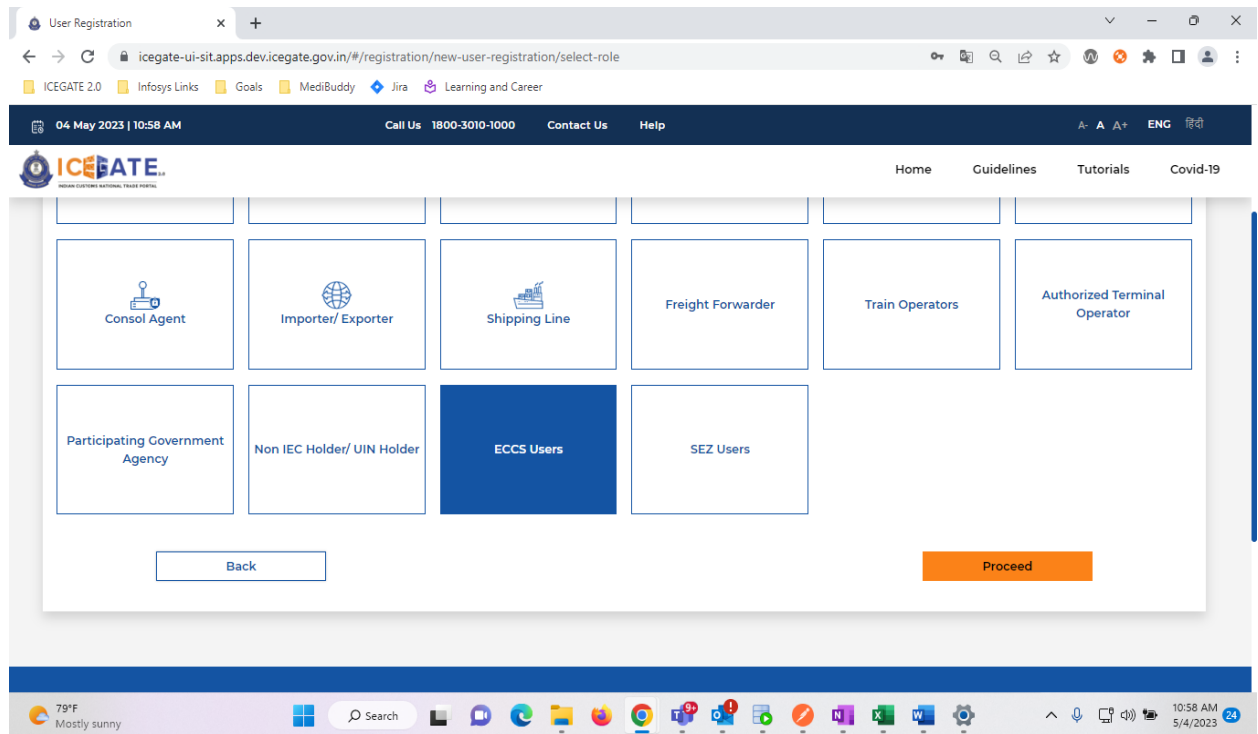 User Registration
icegate-ui-sit.apps.dev.icegate.gov.in/#/registration/new-user-registration/select-role
ICEGATE 2.0 Infosys Links Goals MediBuddy Jira Learning and Career
04 May 2023 | 10:58 AM Call Us 1800-3010-1000 Contact Us Help A- A A+ ENG हिंदी
ICEGATE 2.0
INDIAN CUSTOMS NATIONAL TRADE PORTAL
Home Guidelines Tutorials Covid-19
Consol Agent
Importer/ Exporter
Shipping Line
Freight Forwarder
Train Operators
Authorized Terminal
Operator
Participating Government
Agency
Non IEC Holder/ UIN Holder
ECCS Users
SEZ Users
Back
Proceed
79°F
Mostly sunny
Search
9+
10:58 AM
5/4/2023
24